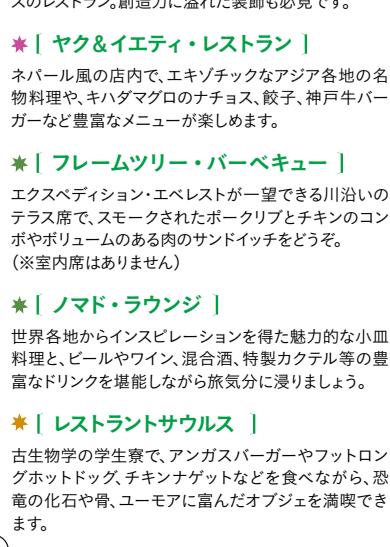 スのレストラン。創造力に溢れた装飾も必見です。
✷[ ヤク＆イエティ・レストラン ]
ネパール風の店内で、エキゾチックなアジア各地の名
物料理や、キハダマグロのナチョス、餃子、神戸牛バー
ガーなど豊富なメニューが楽しめます。
✷[ フレームツリー・バーベキュー ]
エクスペディション・エベレストが一望できる川沿いの
テラス席で、スモークされたポークリブとチキンのコン
ボやボリュームのある肉のサンドイッチをどうぞ。
（※室内席はありません）
✷[ ノマド・ラウンジ ]
世界各地からインスピレーションを得た魅力的な小皿
料理と、ビールやワイン、混合酒、特製カクテル等の豊
富なドリンクを堪能しながら旅気分に浸りましょう。
✷[ レストラントサウルス ]
古生物学の学生寮で、アンガスバーガーやフットロン
グホットドッグ、チキンナゲットなどを食べながら、恐
竜の化石や骨、ユーモアに富んだオブジェを満喫でき
ます。